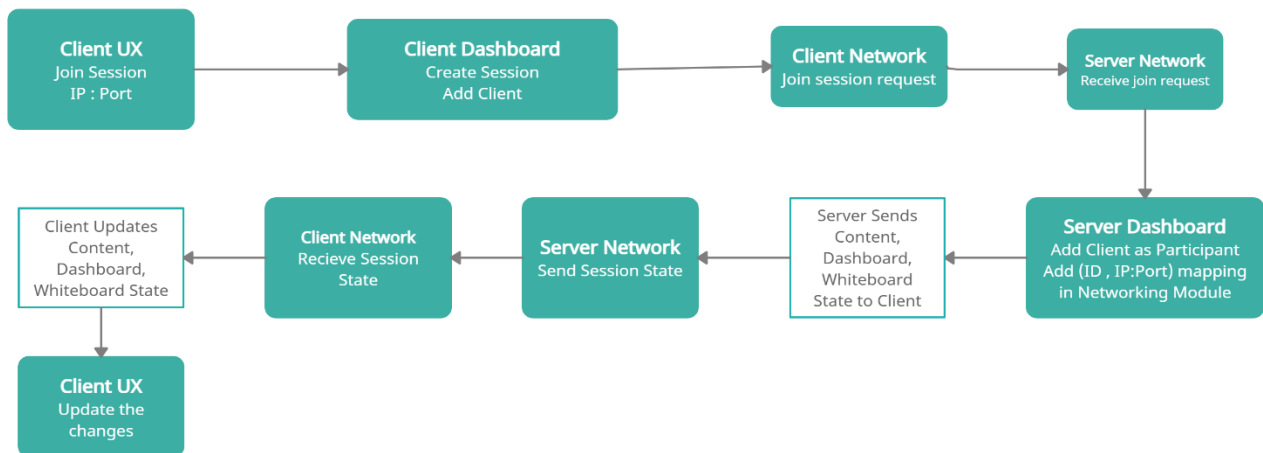 Client UX
Join Session
IP : Port
Client Dashboard
Create Session
Add Client
Client Network
Join session request
Server Network
Receive join request
Server Dashboard
Add Client as Participant
Add (ID , IP:Port) mapping
in Networking Module
Server Sends
Content,
Dashboard,
Whiteboard
State to Client
Server Network
Send Session State
Client Network
Recieve Session
State
Client Updates
Content,
Dashboard,
Whiteboard State
Client UX
Update the
changes